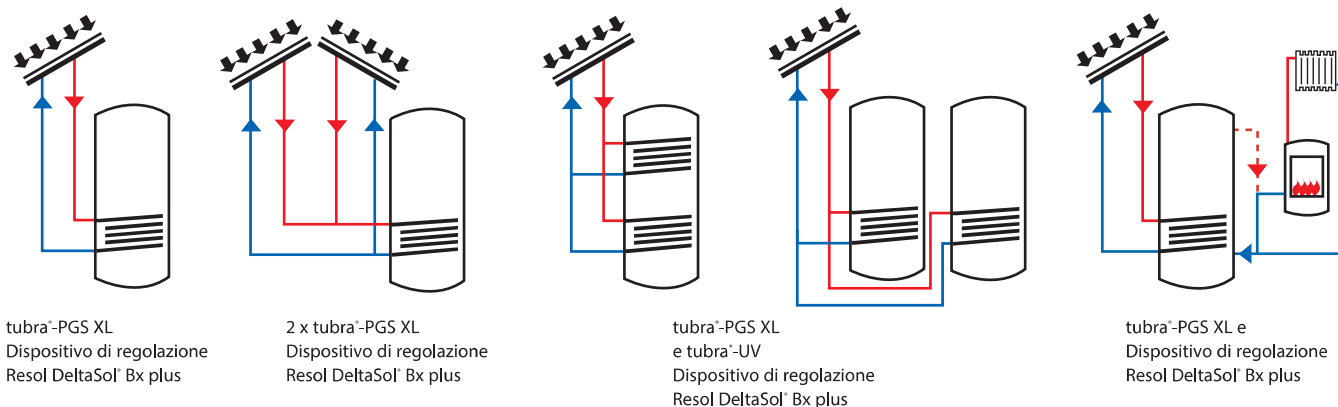 tubra®-PGS XL
Dispositivo di regolazione
Resol DeltaSol® Bx plus
2 x tubra®-PGS XL
Dispositivo di regolazione
Resol DeltaSol® Bx plus
tubra®-PGS XL
e tubra®-UV
Dispositivo di regolazione
Resol DeltaSol® Bx plus
tubra®-PGS XL e
Dispositivo di regolazione
Resol DeltaSol® Bx plus